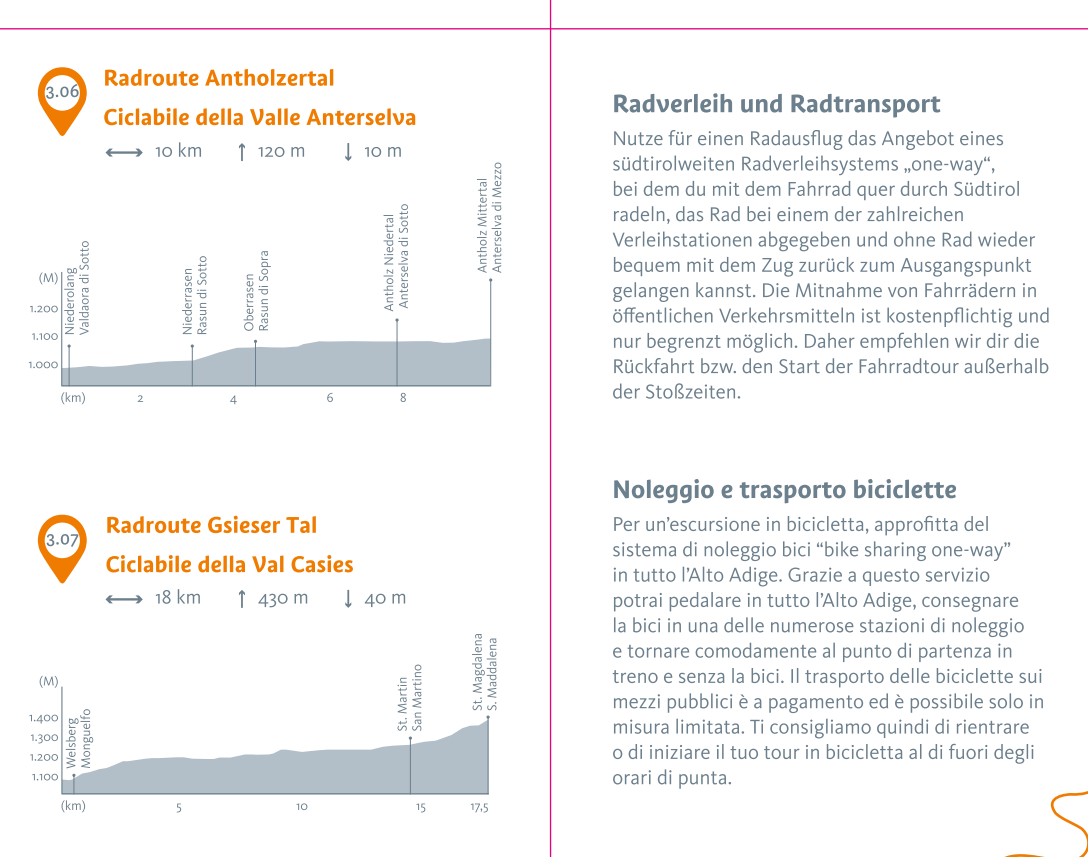 3.06
Radroute Antholzertal
Ciclabile della Valle Anterselva
10 km 120 m 10 m
(M)
1.200
1.100
1.000
Niederolang
Valdaora di Sotto
Niederrasen
Rasun di Sotto
Oberrasen
Rasun di Sopra
Antholz Niedertal
Anterselva di Sotto
Antholz Mittertal
Anterselva di Mezzo
(km) 2 4 6 8
3.07
Radroute Gsieser Tal
Ciclabile della Val Casies
18 km 430 m 40 m
(M)
1.400
1.300
1.200
1.100
Welsberg
Monguelfo
St. Martin
San Martino
St. Magdalena
S. Maddalena
(km) 5 10 15 17,5
Radverleih und Radtransport
Nutze für einen Radausflug das Angebot eines
südtirolweiten Radverleihsystems „one-way“,
bei dem du mit dem Fahrrad quer durch Südtirol
radeln, das Rad bei einem der zahlreichen
Verleihstationen abgegeben und ohne Rad wieder
bequem mit dem Zug zurück zum Ausgangspunkt
gelangen kannst. Die Mitnahme von Fahrrädern in
öffentlichen Verkehrsmitteln ist kostenpflichtig und
nur begrenzt möglich. Daher empfehlen wir dir die
Rückfahrt bzw. den Start der Fahrradtour außerhalb
der Stoßzeiten.
Noleggio e trasporto biciclette
Per un’escursione in bicicletta, approfitta del
sistema di noleggio bici “bike sharing one-way”
in tutto l’Alto Adige. Grazie a questo servizio
potrai pedalare in tutto l’Alto Adige, consegnare
la bici in una delle numerose stazioni di noleggio
e tornare comodamente al punto di partenza in
treno e senza la bici. Il trasporto delle biciclette sui
mezzi pubblici è a pagamento ed è possibile solo in
misura limitata. Ti consigliamo quindi di rientrare
o di iniziare il tuo tour in bicicletta al di fuori degli
orari di punta.